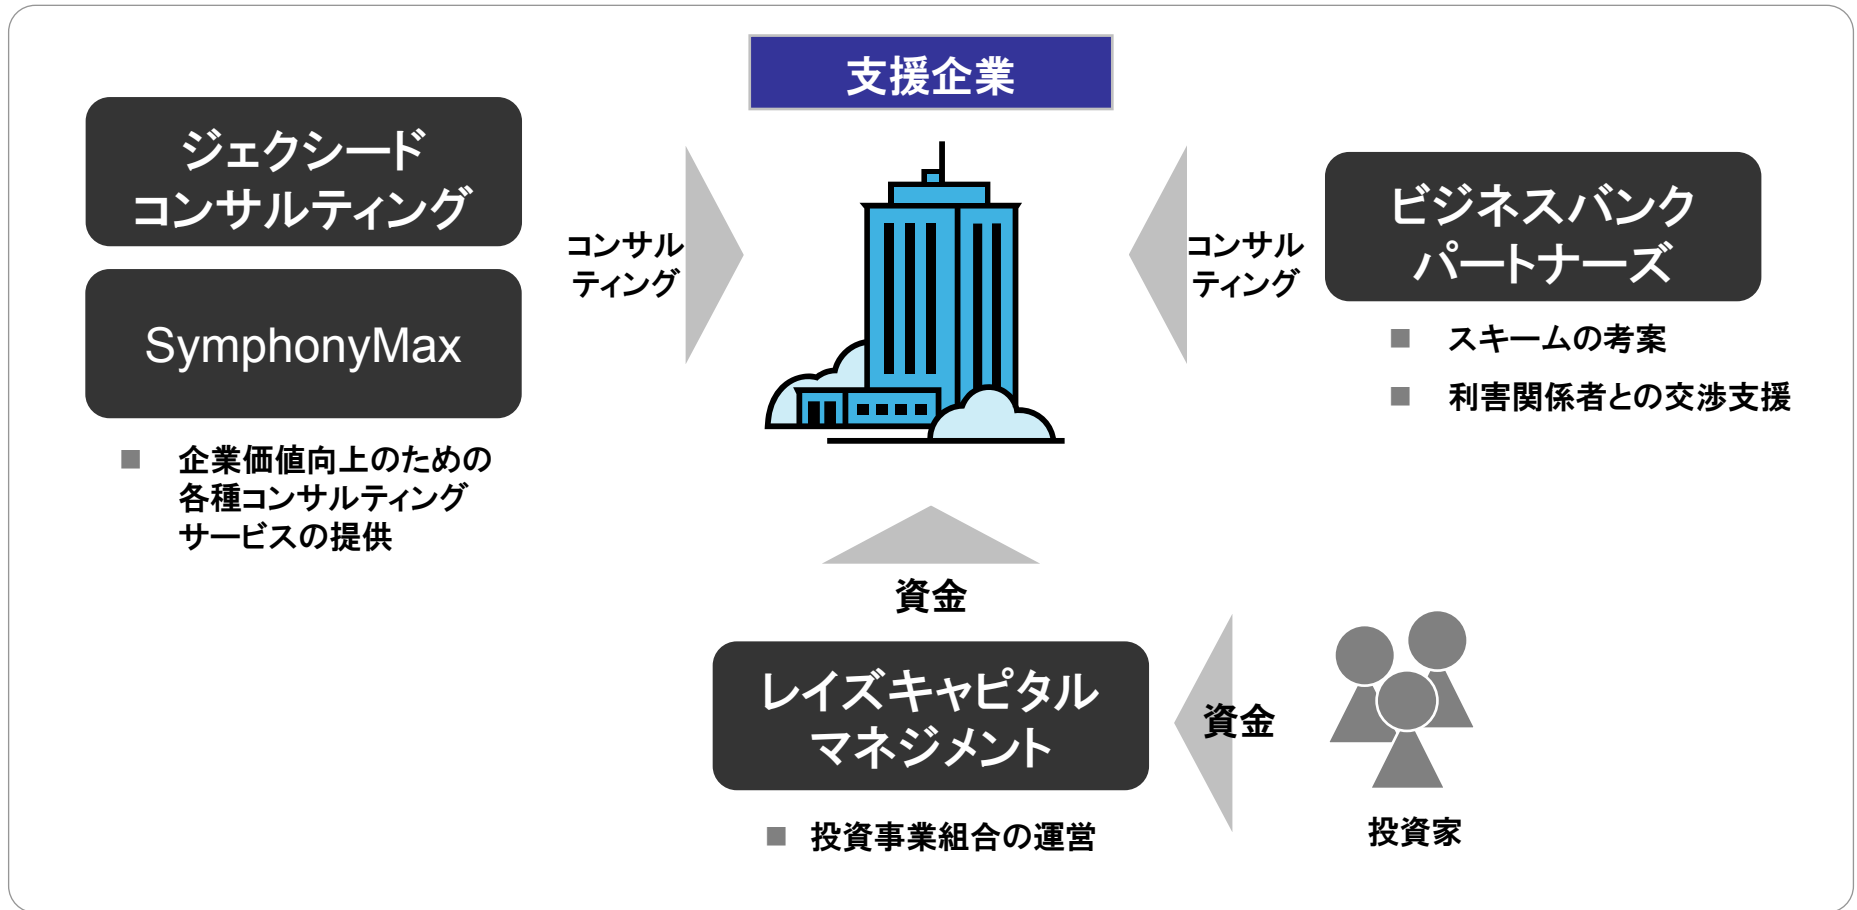 支援企業
ジェクシード
コンサルティング
SymphonyMax
企業価値向上のための
各種コンサルティング
サービスの提供
コンサル
ティング
コンサル
ティング
ビジネスバンク
パートナーズ
スキームの考案
利害関係者との交渉支援
資金
レイズキャピタル
マネジメント
投資事業組合の運営
資金
投資家